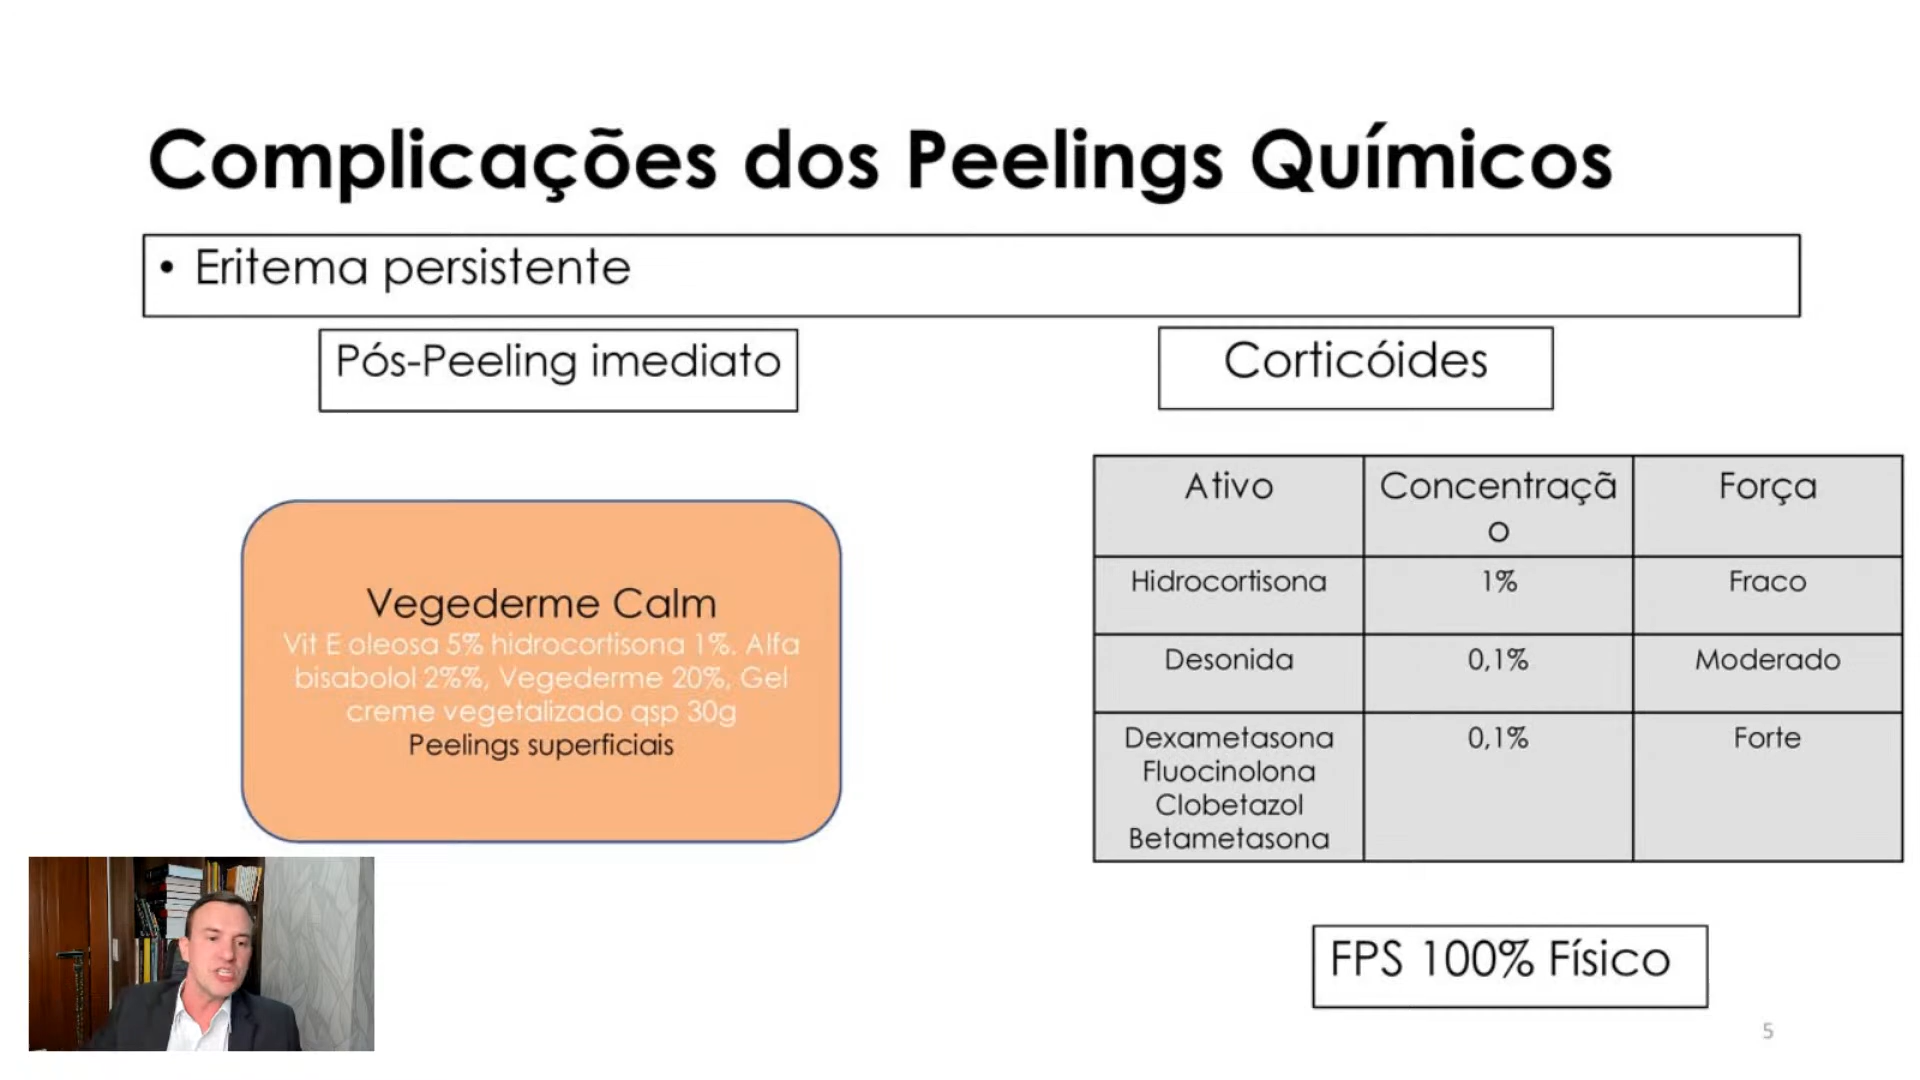 Complicações dos Peelings Químicos
• Eritema persistente
Pós-Peeling imediato
Corticóides
Vegederme Calm
Vit E oleosa 5% hidrocortisona 1%. Alfa
bisabolol 2%%, Vegederme 20%, Gel
creme vegetalizado qsp 30g
Peelings superficiais
Ativo
Concentraçã
o
Força
Hidrocortisona
1%
Fraco
Desonida
0,1%
Moderado
Dexametasona
Fluocinolona
Clobetazol
Betametasona
0,1%
Forte
FPS 100% Físico
5